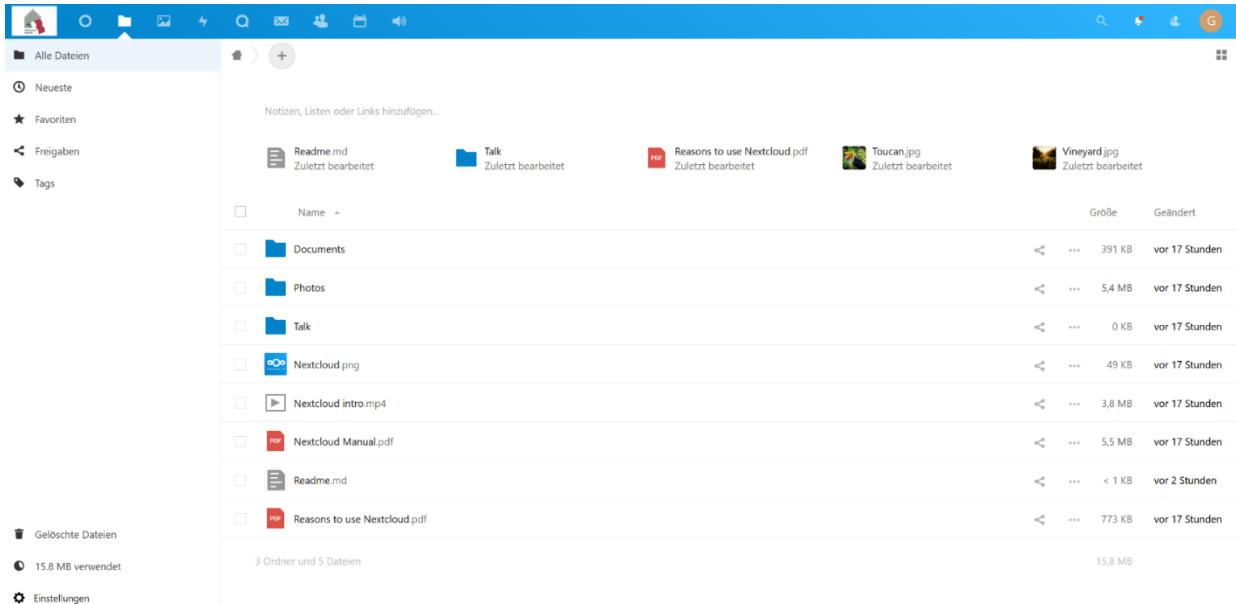 G
Alle Dateien
Neueste
Favoriten
Freigaben
Tags
Notizen, Listen oder Links hinzufügen...
Readme.md
Zuletzt bearbeitet
Talk
Zuletzt bearbeitet
PDF
Reasons to use Nextcloud.pdf
Zuletzt bearbeitet
Toucan.jpg
Zuletzt bearbeitet
Vineyard.jpg
Zuletzt bearbeitet
Name Größe Geändert
Documents 391 KB vor 17 Stunden
Photos 5,4 MB vor 17 Stunden
Talk 0 KB vor 17 Stunden
Nextcloud.png 49 KB vor 17 Stunden
Nextcloud intro.mp4 3,8 MB vor 17 Stunden
PDF Nextcloud Manual.pdf 5,5 MB vor 17 Stunden
Readme.md < 1 KB vor 2 Stunden
PDF Reasons to use Nextcloud.pdf 773 KB vor 17 Stunden
3 Ordner und 5 Dateien 15,8 MB
Gelöschte Dateien
15.8 MB verwendet
Einstellungen